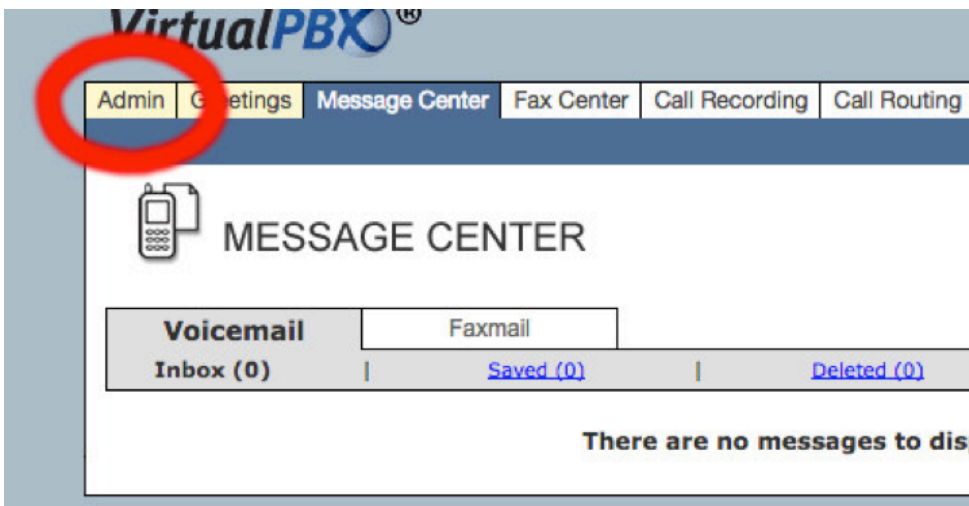 VirtualPBX®
Admin Greetings Message Center Fax Center Call Recording Call Routing
MESSAGE CENTER
Voicemail Faxmail
Inbox (0) | Saved (0) | Deleted (0)
There are no messages to dis